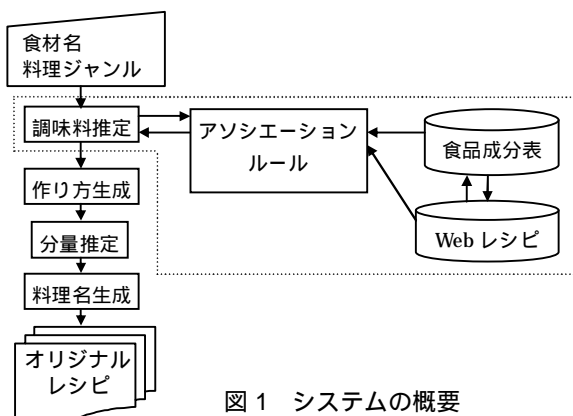 食材名
料理ジャンル
調味料推定
アソシエーション
ルール
食品成分表
作り方生成
Web レシピ
分量推定
料理名生成
オリジナル
レシピ
図 1　システムの概要